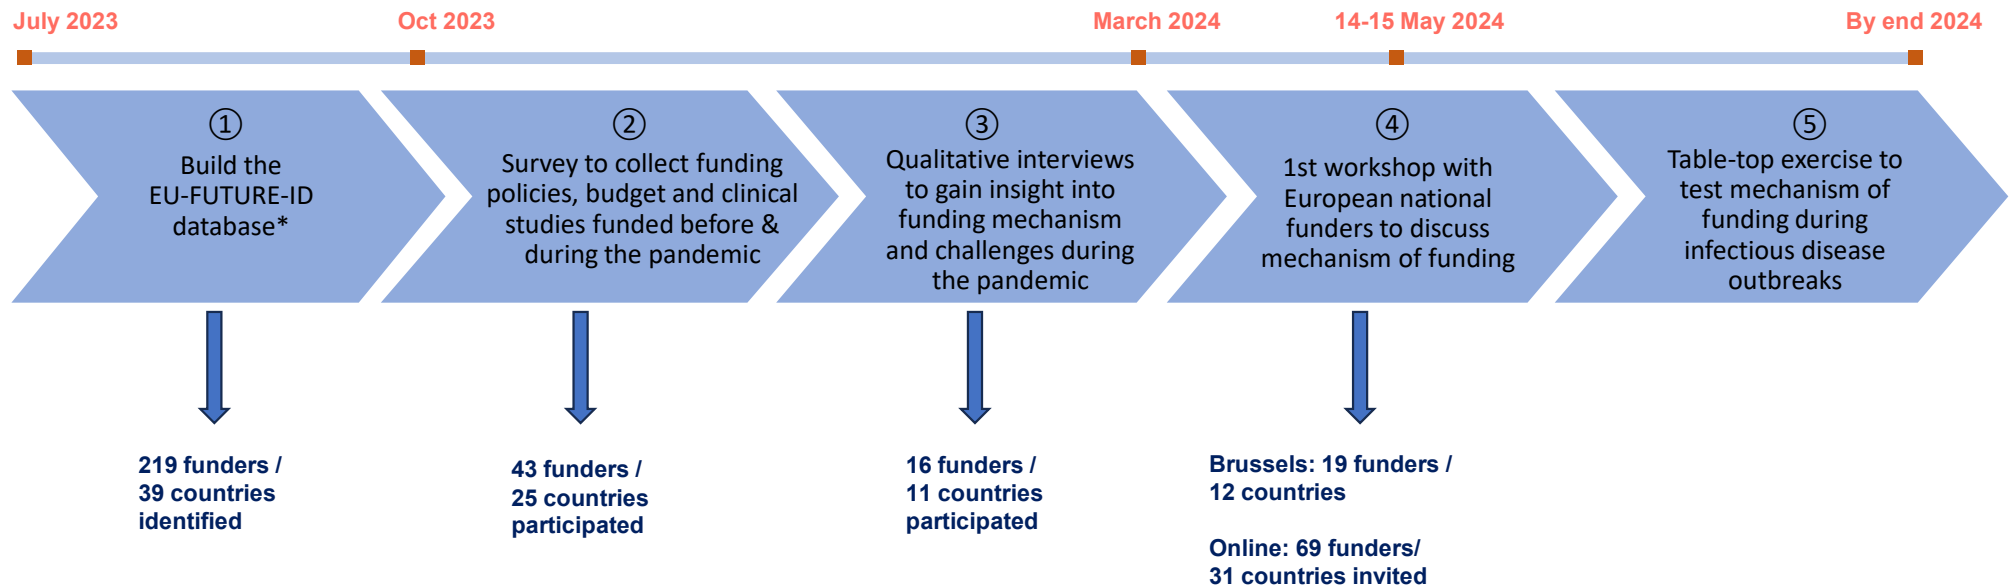 July 2023
Oct 2023
March 2024
14-15 May 2024
By end 2024
①
Build the
EU-FUTURE-ID
database*
②
Survey to collect funding
policies, budget and clinical
studies funded before &
during the pandemic
③
Qualitative interviews
to gain insight into
funding mechanism
and challenges during
the pandemic
④
1st workshop with
European national
funders to discuss
mechanism of funding
⑤
Table-top exercise to
test mechanism of
funding during
infectious disease
outbreaks
219 funders /
39 countries
identified
43 funders /
25 countries
participated
16 funders /
11 countries
participated
Brussels: 19 funders /
12 countries
Online: 69 funders/
31 countries invited